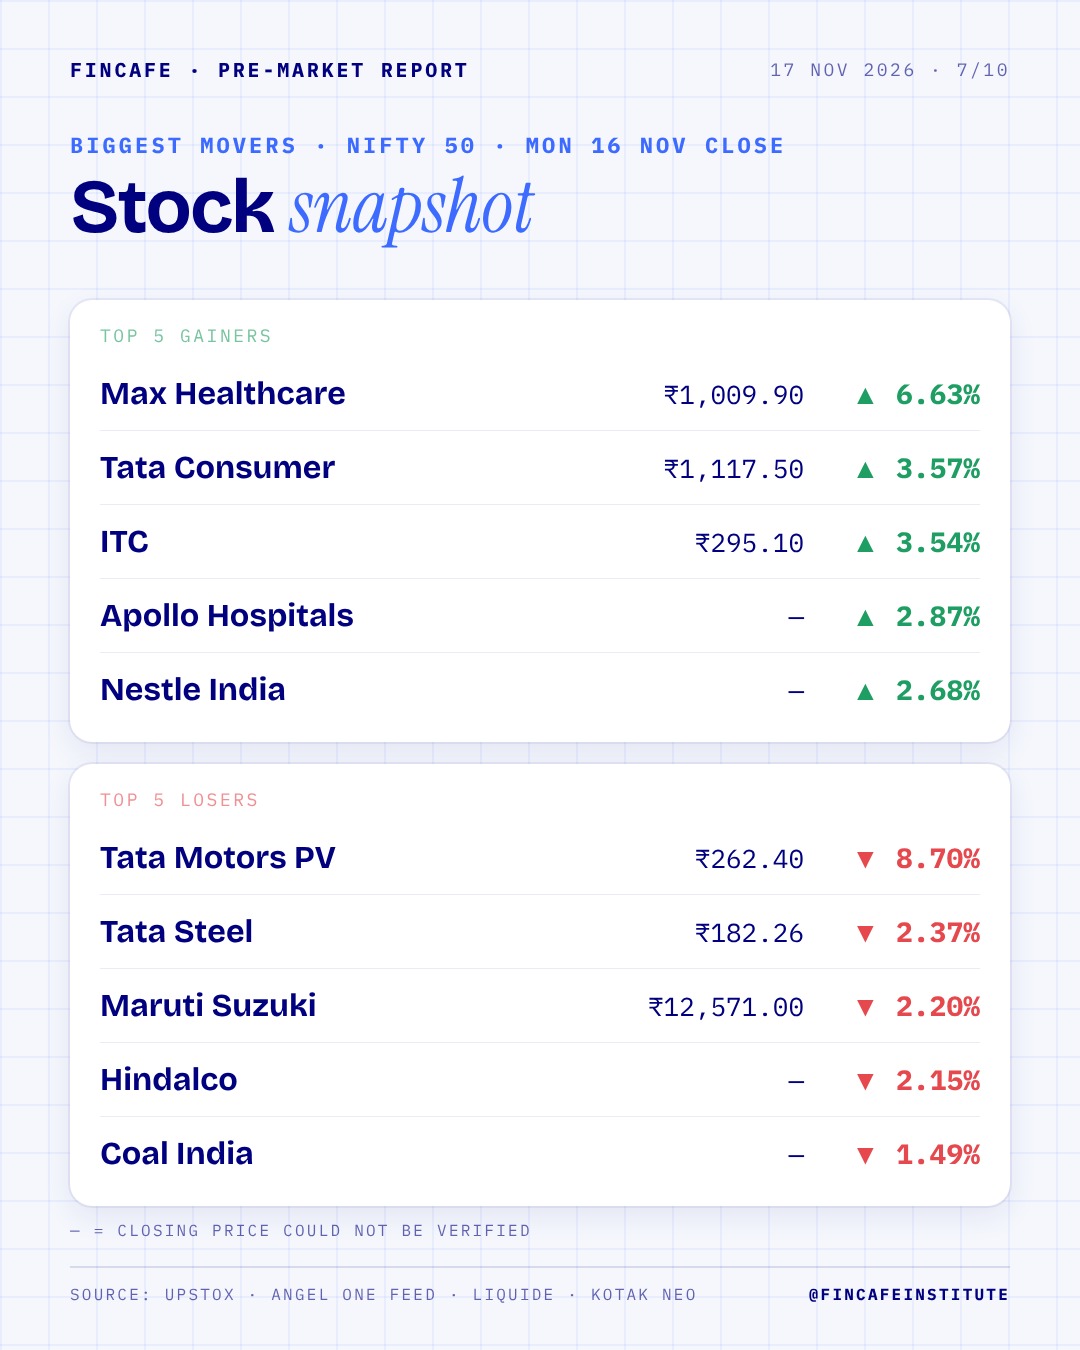 FINCAFE · PRE-MARKET REPORT 17 NOV 2026 · 7/10
BIGGEST MOVERS · NIFTY 50 · MON 16 NOV CLOSE
Stock snapshot
TOP 5 GAINERS
Max Healthcare ₹1,009.90 ▲ 6.63%
Tata Consumer ₹1,117.50 ▲ 3.57%
ITC ₹295.10 ▲ 3.54%
Apollo Hospitals — ▲ 2.87%
Nestle India — ▲ 2.68%
TOP 5 LOSERS
Tata Motors PV ₹262.40 ▼ 8.70%
Tata Steel ₹182.26 ▼ 2.37%
Maruti Suzuki ₹12,571.00 ▼ 2.20%
Hindalco — ▼ 2.15%
Coal India — ▼ 1.49%
— = CLOSING PRICE COULD NOT BE VERIFIED
SOURCE: UPSTOX · ANGEL ONE FEED · LIQUIDE · KOTAK NEO @FINCAFEINSTITUTE